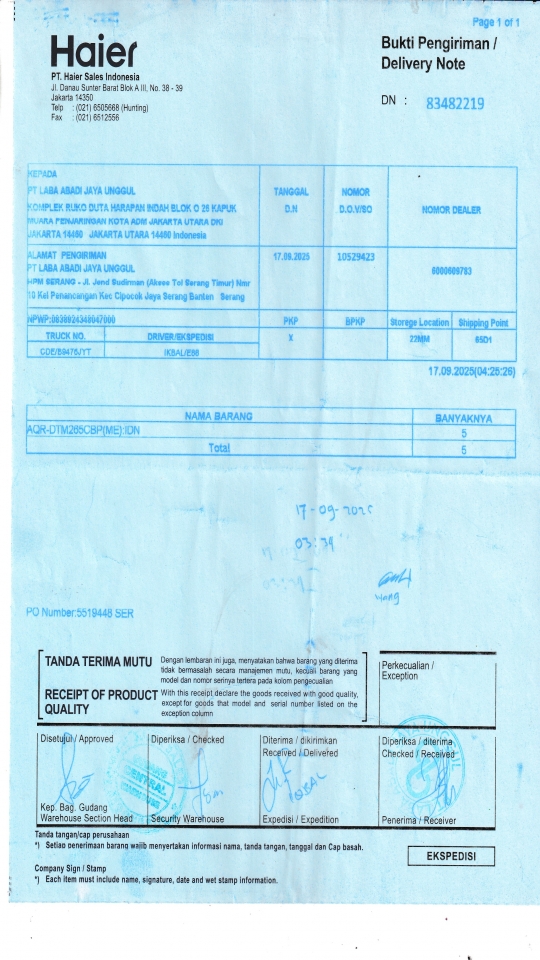 Page 1 of 1
Haier
Bukti Pengiriman /
Delivery Note
PT. Haier Sales Indonesia
Jl. Danau Sunter Barat Blok A III, No. 38 - 39
Jakarta 14350
Telp : (021) 6505668 (Hunting)
Fax : (021) 6512556
DN : 83482219
KEPADA
PT LABA ABADI JAYA UNGGUL
KOMPLEK RUKO DUTA HARAPAN INDAH BLOK O 26 KAPUK
MUARA PENJARINGAN KOTA ADM JAKARTA UTARA DKI
JAKARTA 14460 JAKARTA UTARA 14460 Indonesia
TANGGAL
D.N
NOMOR
D.O.V/SO
NOMOR DEALER
ALAMAT PENGIRIMAN
PT LABA ABADI JAYA UNGGUL
HPM SERANG - Jl. Jend Sudirman (Akses Tol Serang Timur) Nmr
10 Kel Penancangan Kec Cipocok Jaya Serang Banten Serang
17.09.2025
10529423
PKP
BPKP
Storage Location
Shipping Point
TRUCK NO.
DRIVER/EKSPEDISI
X
22MM
65D1
17.09.2025(04:25:26)
NAMA BARANG
BANYAKNYA
AQR-DTM265CBP(ME):IDN
5
Total
5
17-09-2025
03:34
PO Number:5519446 SER
TANDA TERIMA MUTU
Dengan lembaran ini juga, menyatakan bahwa barang yang diterima
tidak bermasalah secara manajemen mutu, kecuali barang yang
model dan nomor serinya tertera pada kolom pengecualian
RECEIPT OF PRODUCT
QUALITY
With this receipt declare the goods received with good quality,
except for goods that model and serial number listed on the
exception column
Perkecualian /
Exception
Disetujui / Approved
Diperiksa / Checked
Diterima / dikirimkan
Received / Delivered
Diperiksa / diterima
Checked / Received
Kep. Bag. Gudang
Warehouse Section Head
Security Warehouse
Expedisi / Expedition
Penerima / Receiver
Tanda tangan/cap perusahaan
*) Setiap penerimaan barang wajib menyertakan informasi nama, tanda tangan, tanggal dan Cap basah.
EKSPEDISI
Company Sign / Stamp
*) Each item must include name, signature, date and wet stamp information.